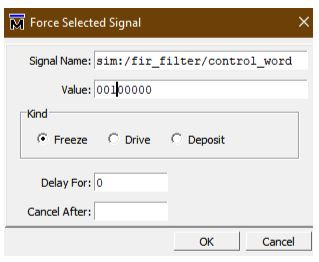 Force Selected Signal
Signal Name: sim:/fir_filter/control_word
Value: 00100000
Kind
Freeze Drive Deposit
Delay For: 0
Cancel After:
OK Cancel